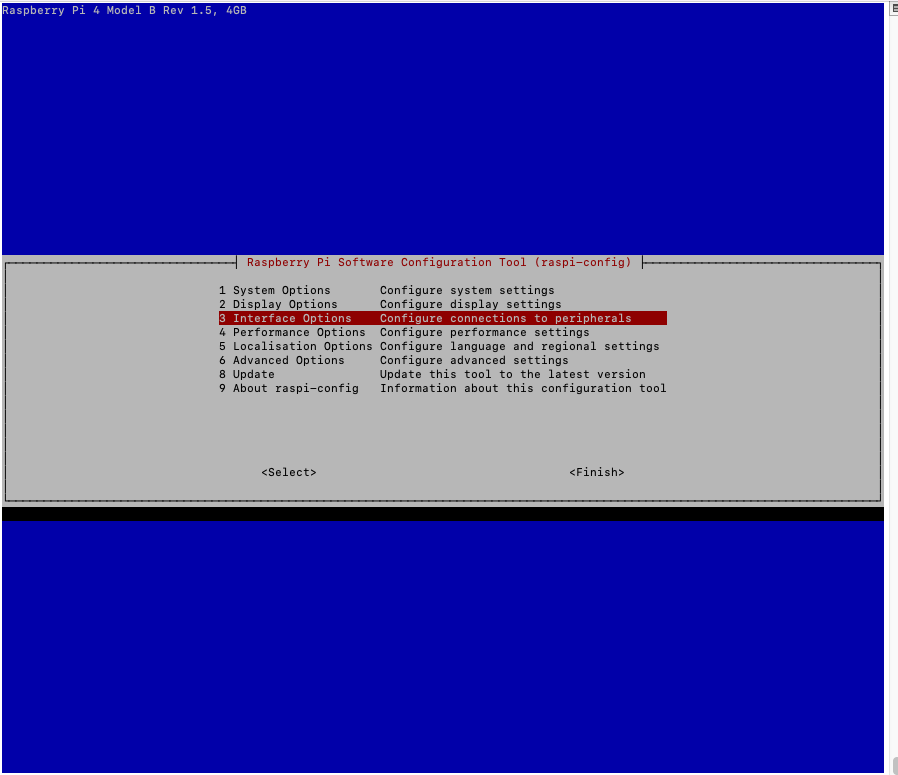 Raspberry Pi 4 Model B Rev 1.5, 4GB
Raspberry Pi Software Configuration Tool (raspi-config)
1 System Options Configure system settings
2 Display Options Configure display settings
3 Interface Options Configure connections to peripherals
4 Performance Options Configure performance settings
5 Localisation Options Configure language and regional settings
6 Advanced Options Configure advanced settings
8 Update Update this tool to the latest version
9 About raspi-config Information about this configuration tool
<Select> <Finish>